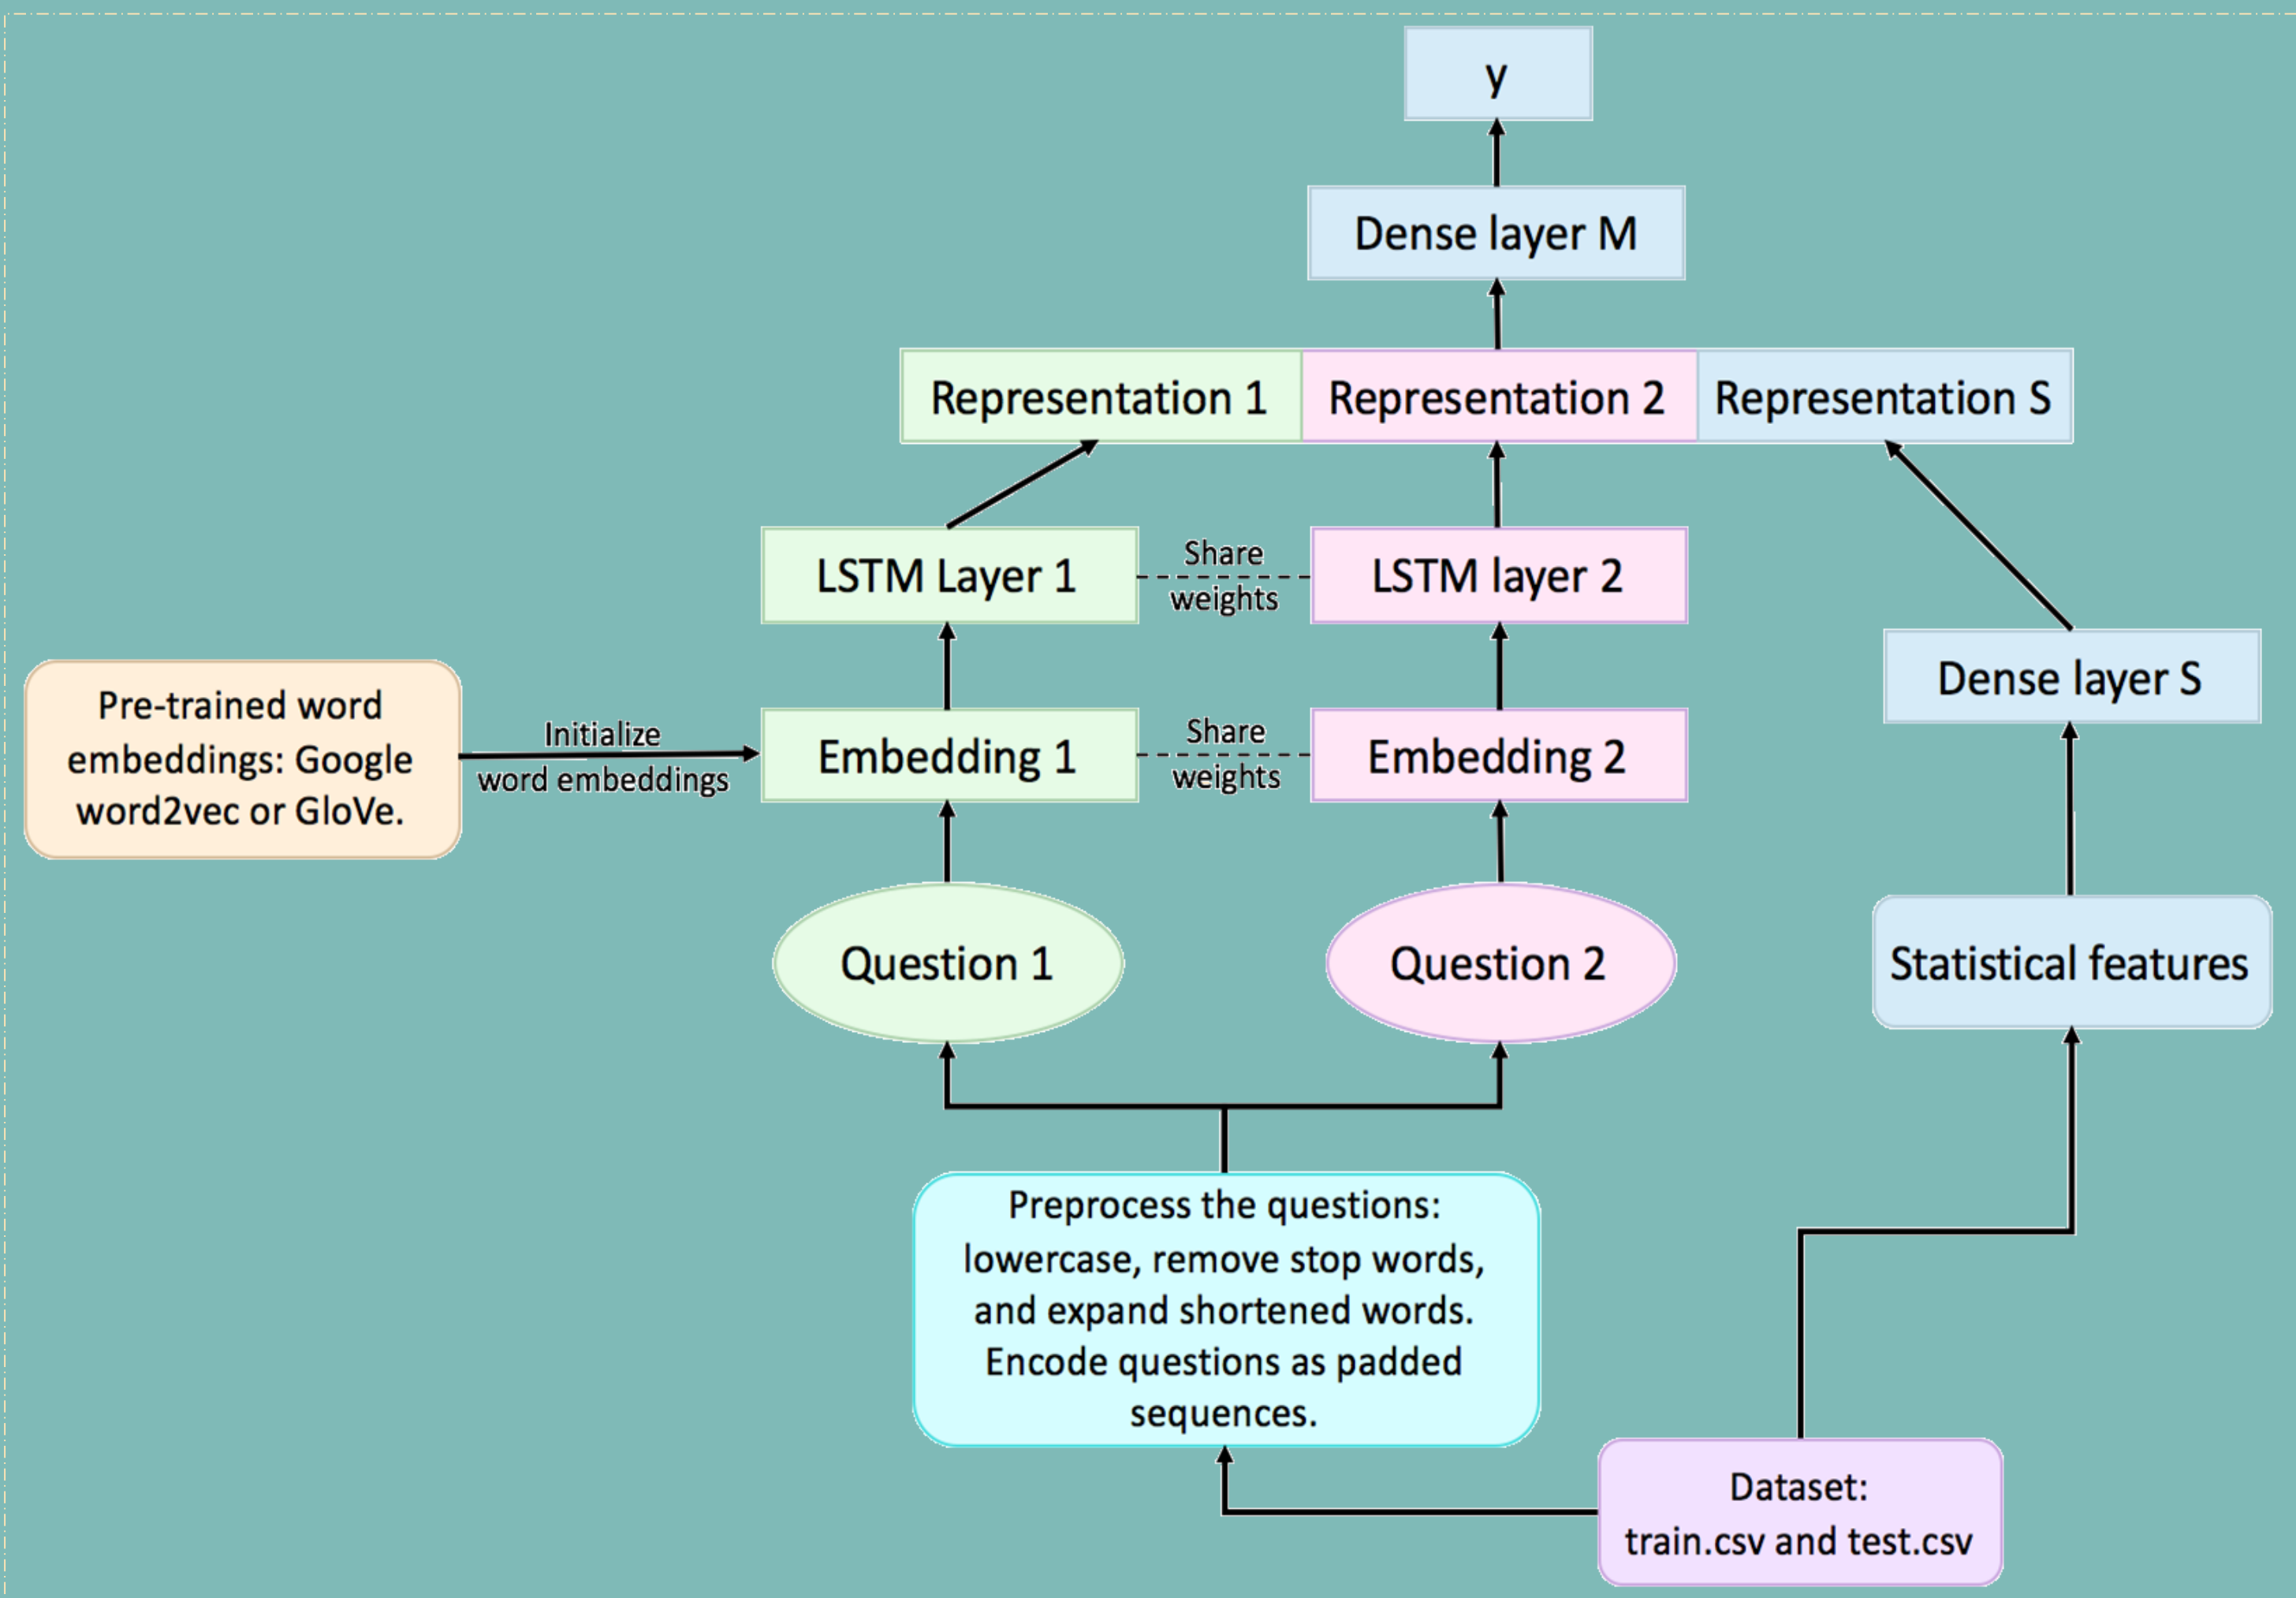 y
Dense layer M
Representation 1
Representation 2
Representation S
LSTM Layer 1
Share
weights
LSTM layer 2
Dense layer S
Pre-trained word
embeddings: Google
word2vec or GloVe.
Initialize
word embeddings
Embedding 1
Share
weights
Embedding 2
Question 1
Question 2
Statistical features
Preprocess the questions:
lowercase, remove stop words,
and expand shortened words.
Encode questions as padded
sequences.
Dataset:
train.csv and test.csv